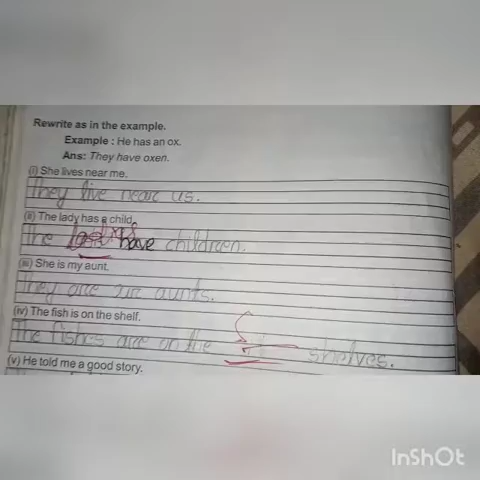 Rewrite as in the example.
Example : He has an ox.
Ans: They have oxen.
(i) She lives near me.
They live near us.
(ii) The lady has a child.
The have children.
(iii) She is my aunt.
They are our aunts.
(iv) The fish is on the shelf.
The fishes are on the shelves.
(v) He told me a good story.
InShOt